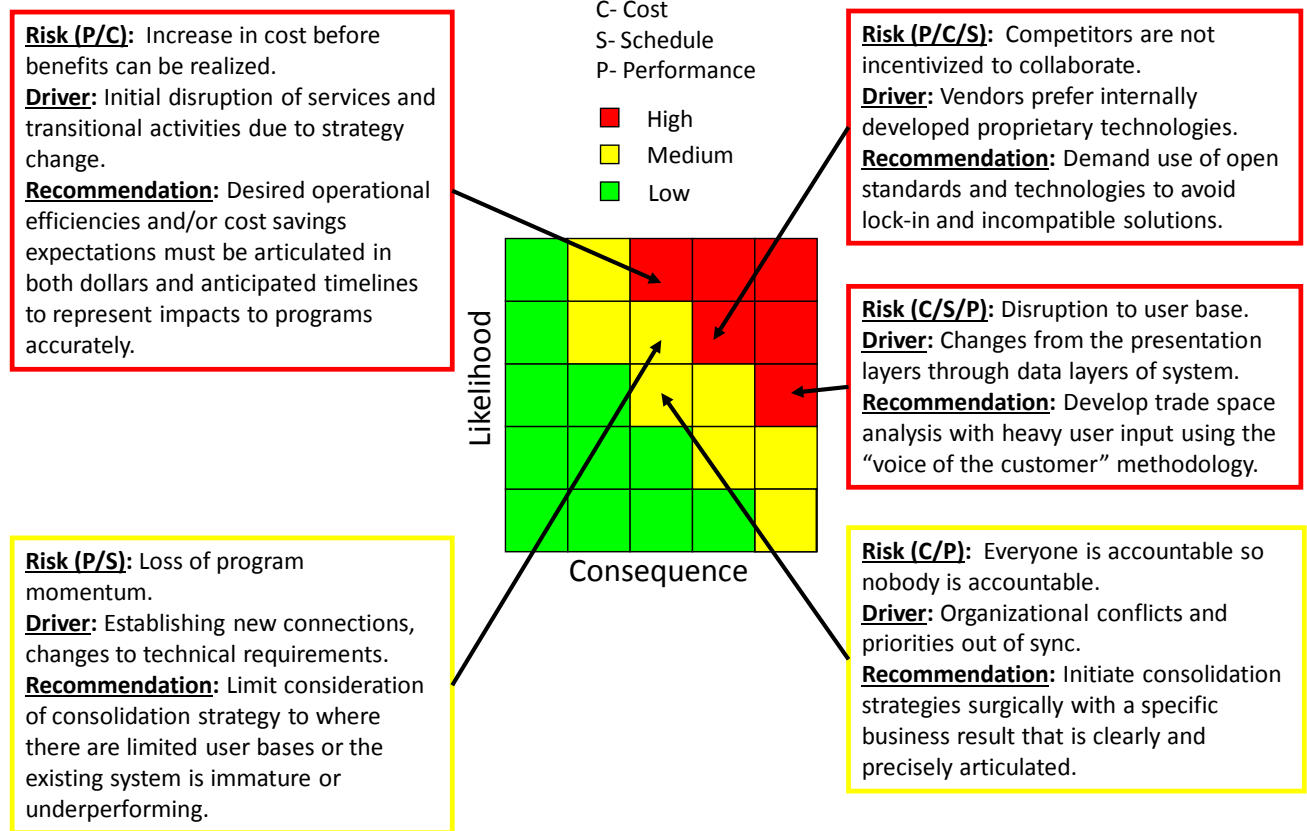 C- Cost
S- Schedule
P- Performance
High
Medium
Low
Risk (P/C): Increase in cost before
benefits can be realized.
Driver: Initial disruption of services and
transitional activities due to strategy
change.
Recommendation: Desired operational
efficiencies and/or cost savings
expectations must be articulated in
both dollars and anticipated timelines
to represent impacts to programs
accurately.
Risk (P/C/S): Competitors are not
incentivized to collaborate.
Driver: Vendors prefer internally
developed proprietary technologies.
Recommendation: Demand use of open
standards and technologies to avoid
lock-in and incompatible solutions.
Likelihood
Consequence
Risk (C/S/P): Disruption to user base.
Driver: Changes from the presentation
layers through data layers of system.
Recommendation: Develop trade space
analysis with heavy user input using the
“voice of the customer” methodology.
Risk (P/S): Loss of program
momentum.
Driver: Establishing new connections,
changes to technical requirements.
Recommendation: Limit consideration
of consolidation strategy to where
there are limited user bases or the
existing system is immature or
underperforming.
Risk (C/P): Everyone is accountable so
nobody is accountable.
Driver: Organizational conflicts and
priorities out of sync.
Recommendation: Initiate consolidation
strategies surgically with a specific
business result that is clearly and
precisely articulated.